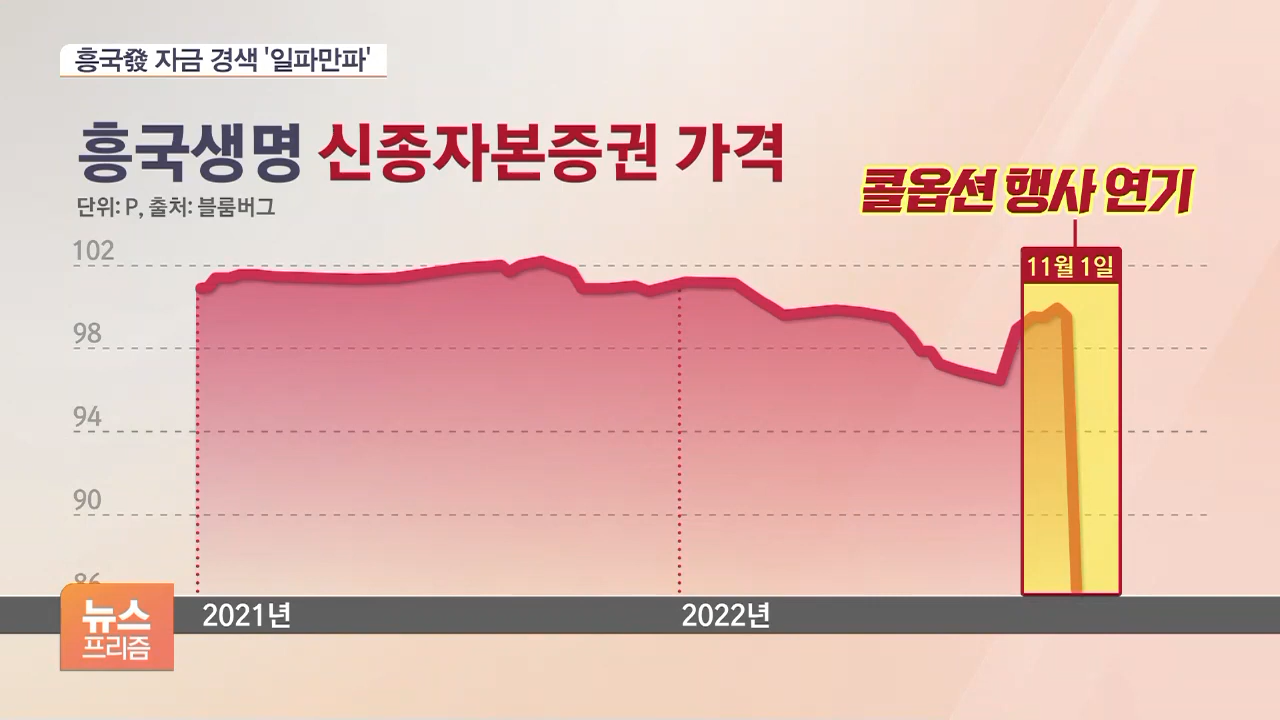 흥국發 자금 경색 '일파만파'
흥국생명 신종자본증권 가격
단위: P, 출처: 블룸버그
콜옵션 행사 연기
11월 1일
102
98
94
90
86
2021년
2022년
뉴스
프리즘